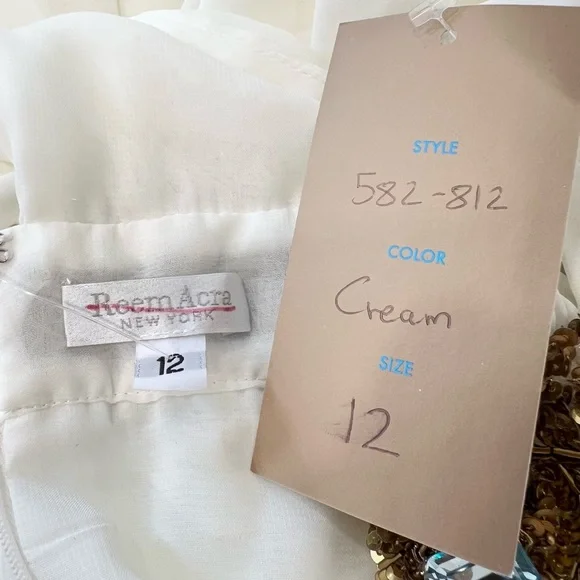 Reem Acra
NEW YORK
12
STYLE
582-812
COLOR
Cream
SIZE
12